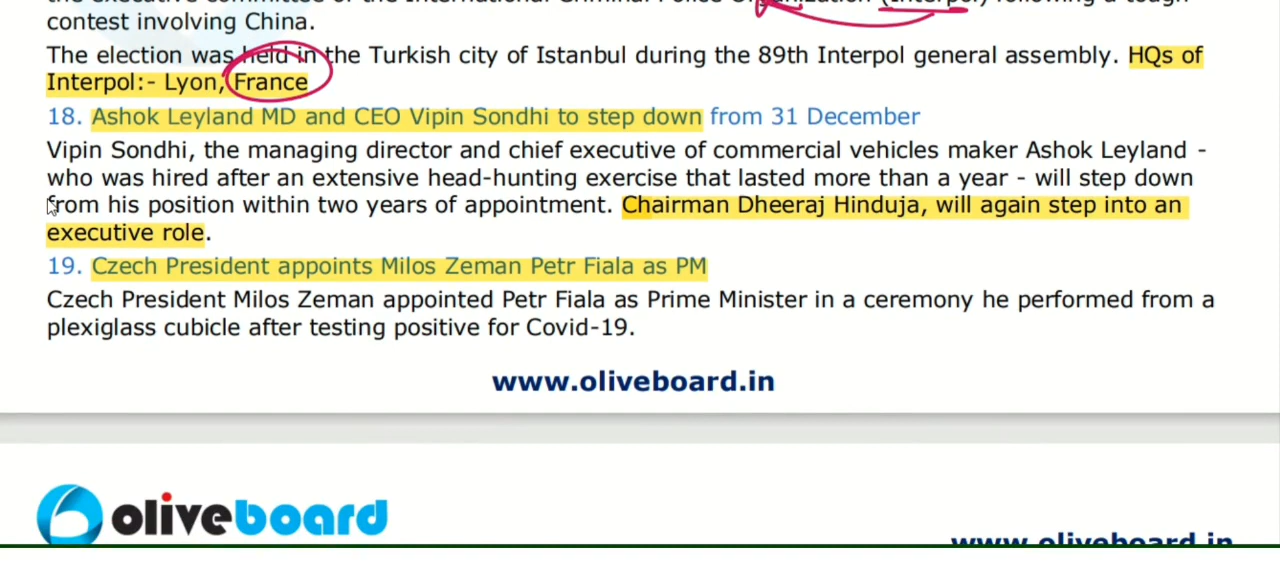 contest involving China.
The election was held in the Turkish city of Istanbul during the 89th Interpol general assembly. HQs of
Interpol:- Lyon, France
18. Ashok Leyland MD and CEO Vipin Sondhi to step down from 31 December
Vipin Sondhi, the managing director and chief executive of commercial vehicles maker Ashok Leyland -
who was hired after an extensive head-hunting exercise that lasted more than a year - will step down
from his position within two years of appointment. Chairman Dheeraj Hinduja, will again step into an
executive role.
19. Czech President appoints Milos Zeman Petr Fiala as PM
Czech President Milos Zeman appointed Petr Fiala as Prime Minister in a ceremony he performed from a
plexiglass cubicle after testing positive for Covid-19.
www.oliveboard.in
oliveboard
www.oliveboard.in